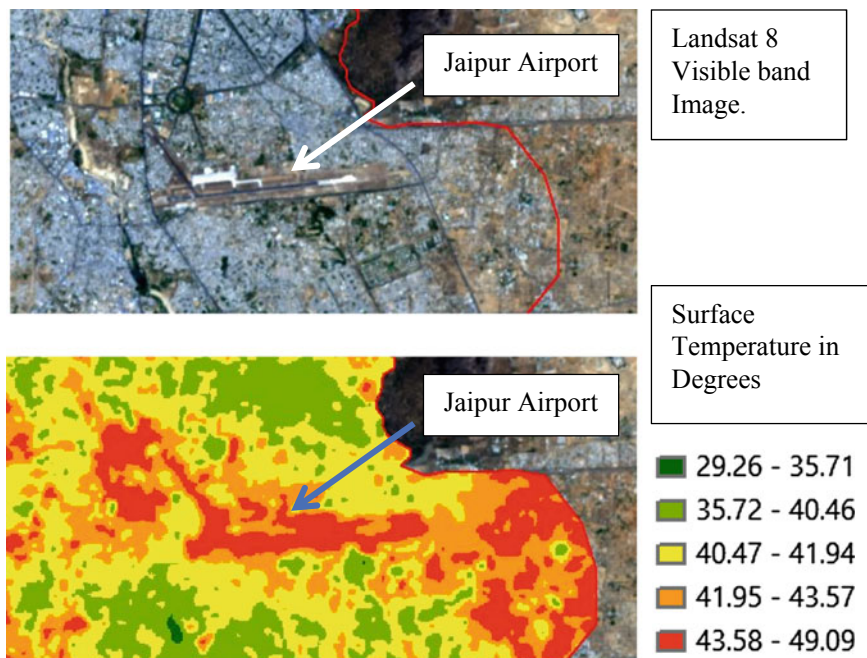 Jaipur Airport
Landsat 8
Visible band
Image.
Jaipur Airport
Surface
Temperature in
Degrees
29.26 - 35.71
35.72 - 40.46
40.47 - 41.94
41.95 - 43.57
43.58 - 49.09